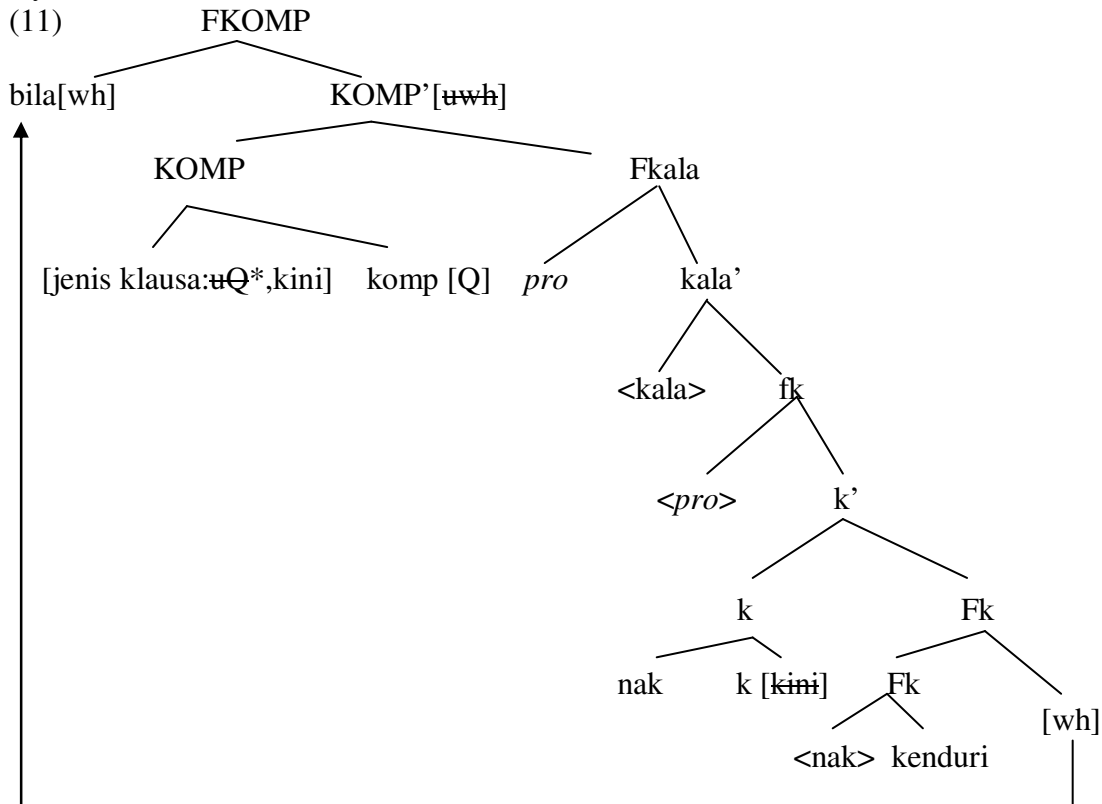 (11) FKOMP
bila[wh] KOMP’[uwh]
KOMP Fkala
[jenis klausa:uQ*,kini] komp [Q] pro kala’
<kala> fk
<pro> k’
k Fk
nak k [kini] Fk
[wh]
<nak> kenduri